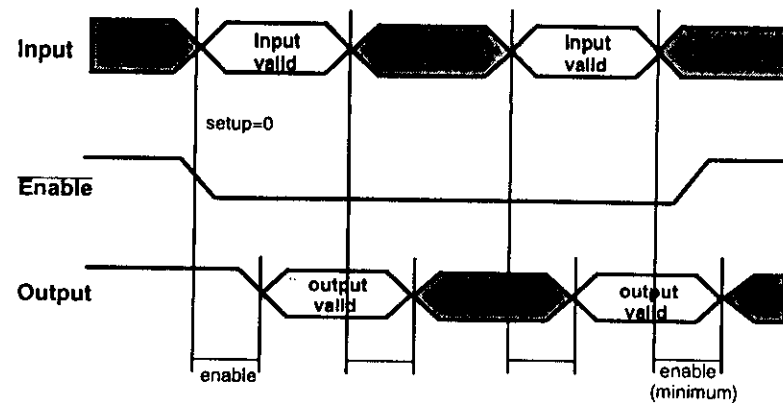 Input
Input
valid
Input
valid
setup=0
Enable
Output
output
valid
output
valid
enable
enable
(minimum)